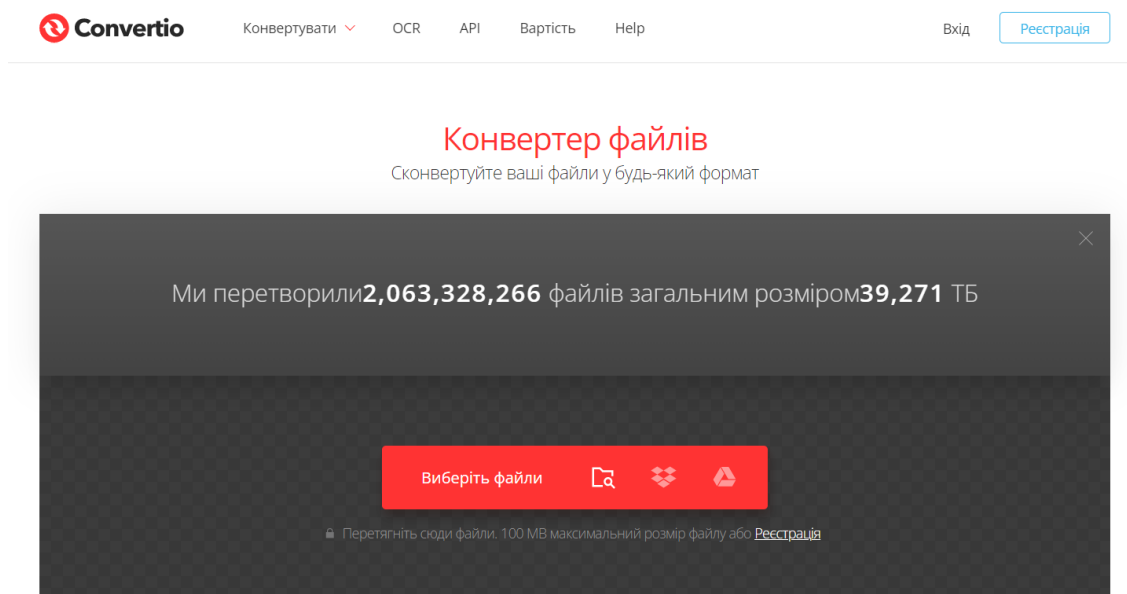 Convertio Конвертувати OCR API Вартість Help Вхід Реєстрація
Конвертер файлів
Сконвертуйте ваші файли у будь-який формат
Ми перетворили2,063,328,266 файлів загальним розміром39,271 ТБ
Виберіть файли
Перетягніть сюди файли. 100 MB максимальний розмір файлу або Реєстрація